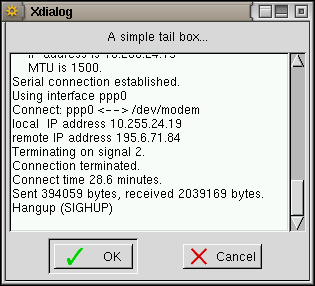 Xdialog
A simple tail box...
MTU is 1500.
Serial connection established.
Using interface ppp0
Connect: ppp0 <--> /dev/modem
local  IP address 10.255.24.19
remote IP address 195.6.71.84
Terminating on signal 2.
Connection terminated.
Connect time 28.6 minutes.
Sent 394059 bytes, received 2039169 bytes.
Hangup (SIGHUP)
OK
Cancel